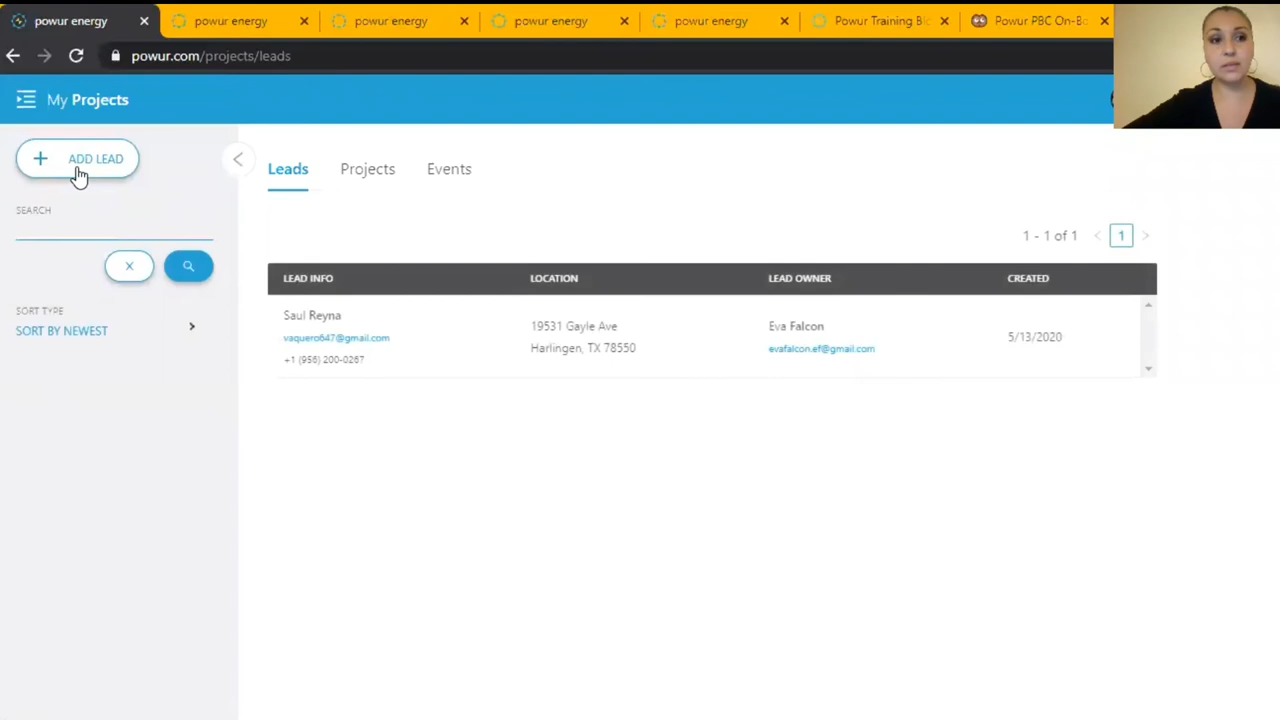 powur energy
powur energy
powur energy
powur energy
powur energy
Powur Training
Powur PBC
powur.com/projects/leads
My Projects
+ ADD LEAD
SEARCH
SORT TYPE
SORT BY NEWEST
Leads Projects Events
1 - 1 of 1 < 1 >
LEAD INFO LOCATION LEAD OWNER CREATED
Saul Reyna
vaquero647@gmail.com
+1 (956) 200-0267
19531 Gayle Ave
Harlingen, TX 78550
Eva Falcon
evafalcon.ef@gmail.com
5/13/2020